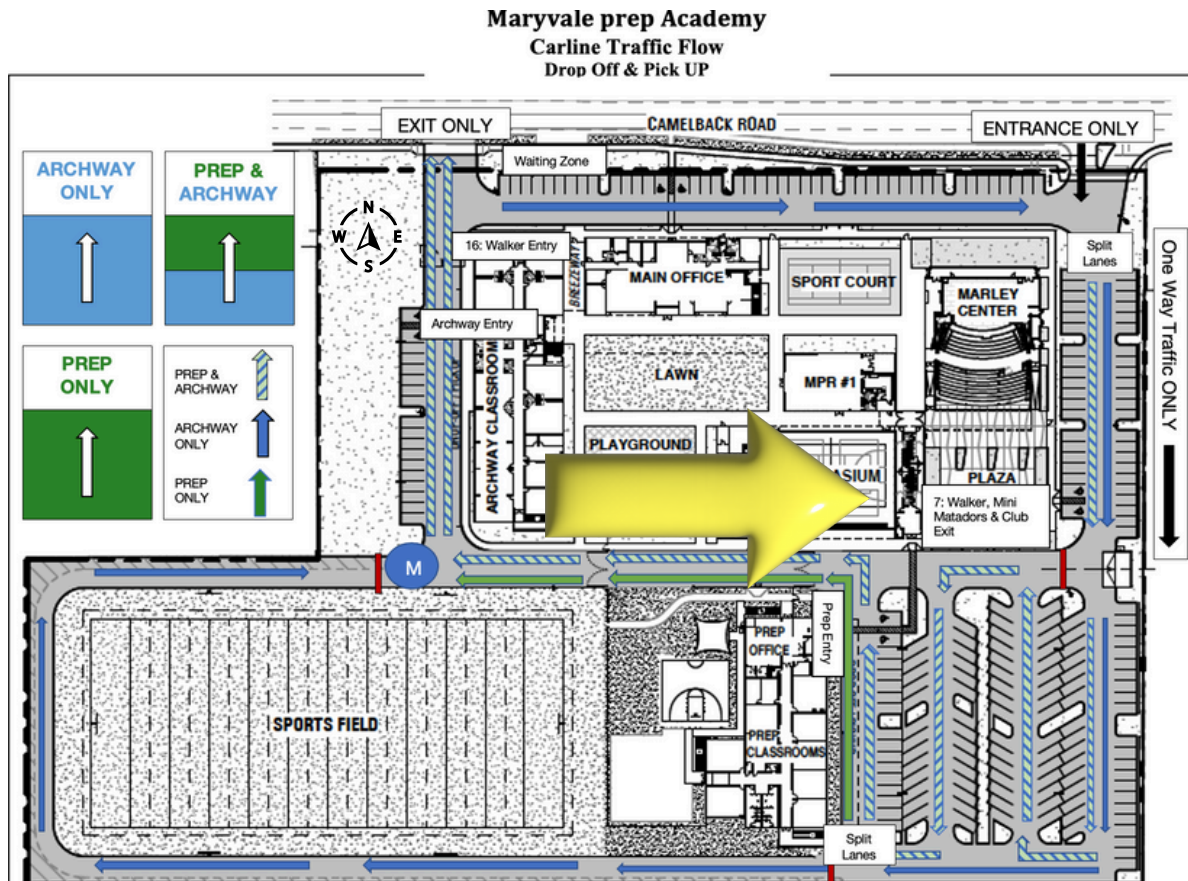 Maryvale prep Academy
Carline Traffic Flow
Drop Off & Pick UP
EXIT ONLY
CAMELBACK ROAD
ENTRANCE ONLY
ARCHWAY
ONLY
PREP &
ARCHWAY
Waiting Zone
N
W
E
S
16: Walker Entry
BREEZEWAY
MAIN OFFICE
SPORT COURT
MARLEY
CENTER
Split
Lanes
One Way Traffic ONLY
Archway Entry
ARCHWAY CLASSROOM
LAWN
MPR #1
PREP
ONLY
PREP &
ARCHWAY
ARCHWAY
ONLY
PREP
ONLY
PLAYGROUND
ASIUM
PLAZA
7: Walker, Mini
Matadors & Club
Exit
M
Prep Entry
PREP
OFFICE
SPORTS FIELD
PREP
CLASSROOMS
Split
Lanes